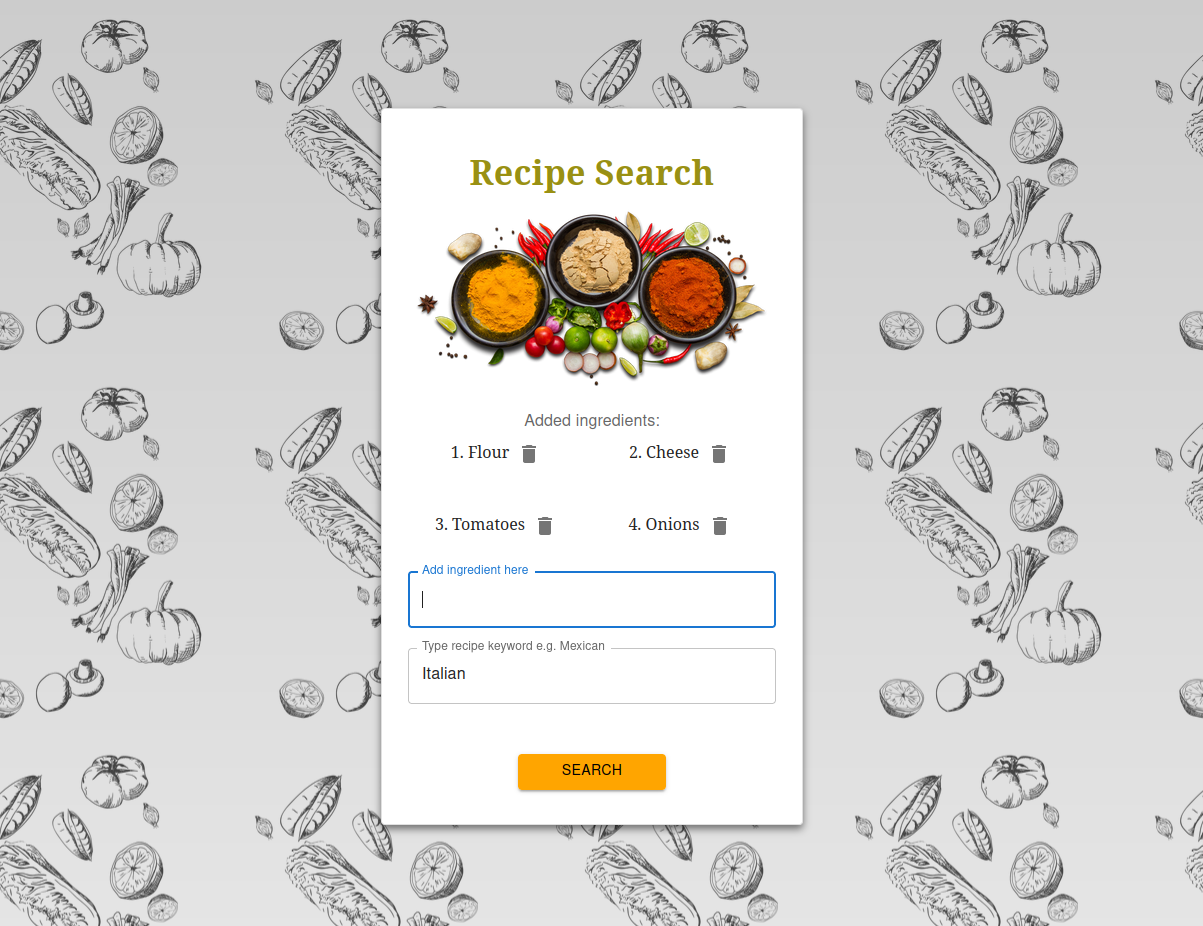 Recipe Search
Added ingredients:
1. Flour
2. Cheese
3. Tomatoes
4. Onions
Add ingredient here
Type recipe keyword e.g. Mexican
Italian
SEARCH